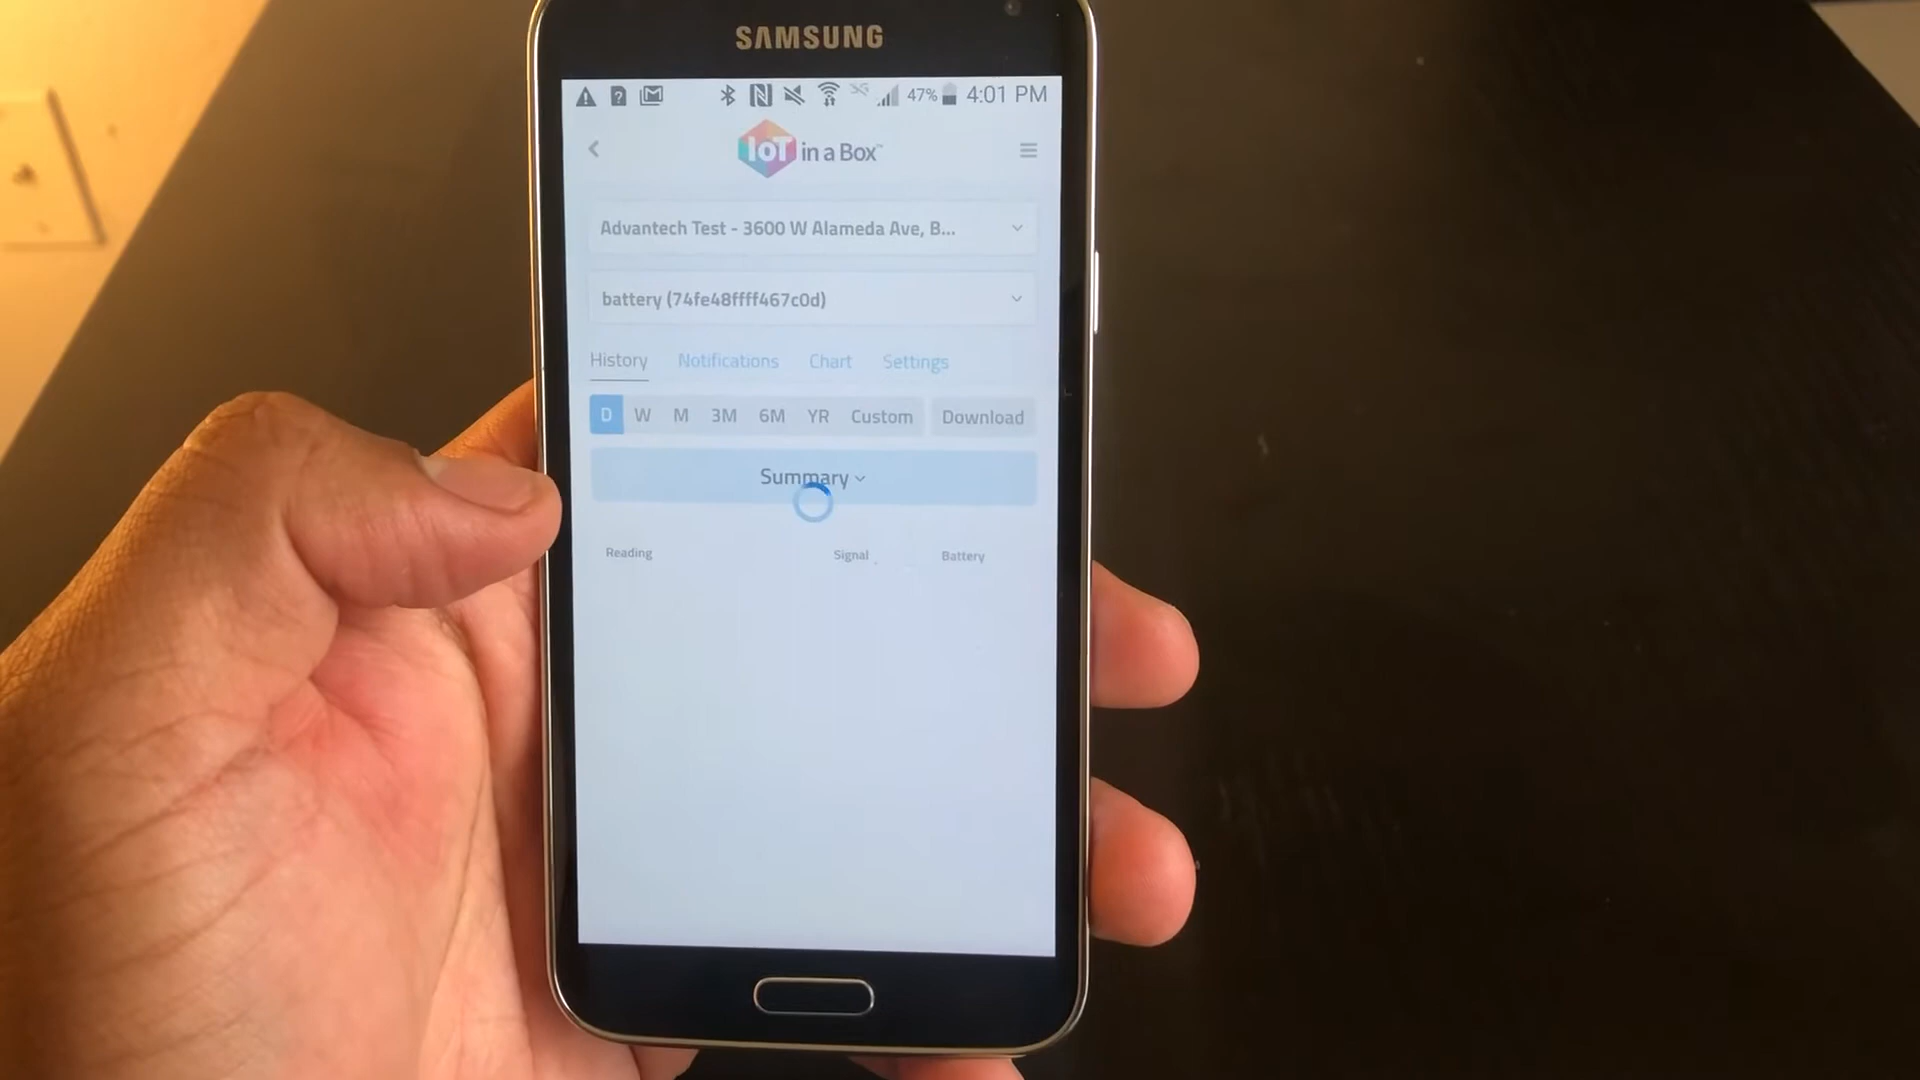 SAMSUNG
47% 4:01 PM
IoT in a Box™
Advantech Test - 3600 W Alameda Ave, B...
battery (74fe48ffff467c0d)
History Notifications Chart Settings
D W M 3M 6M YR Custom Download
Summary
Reading Signal Battery